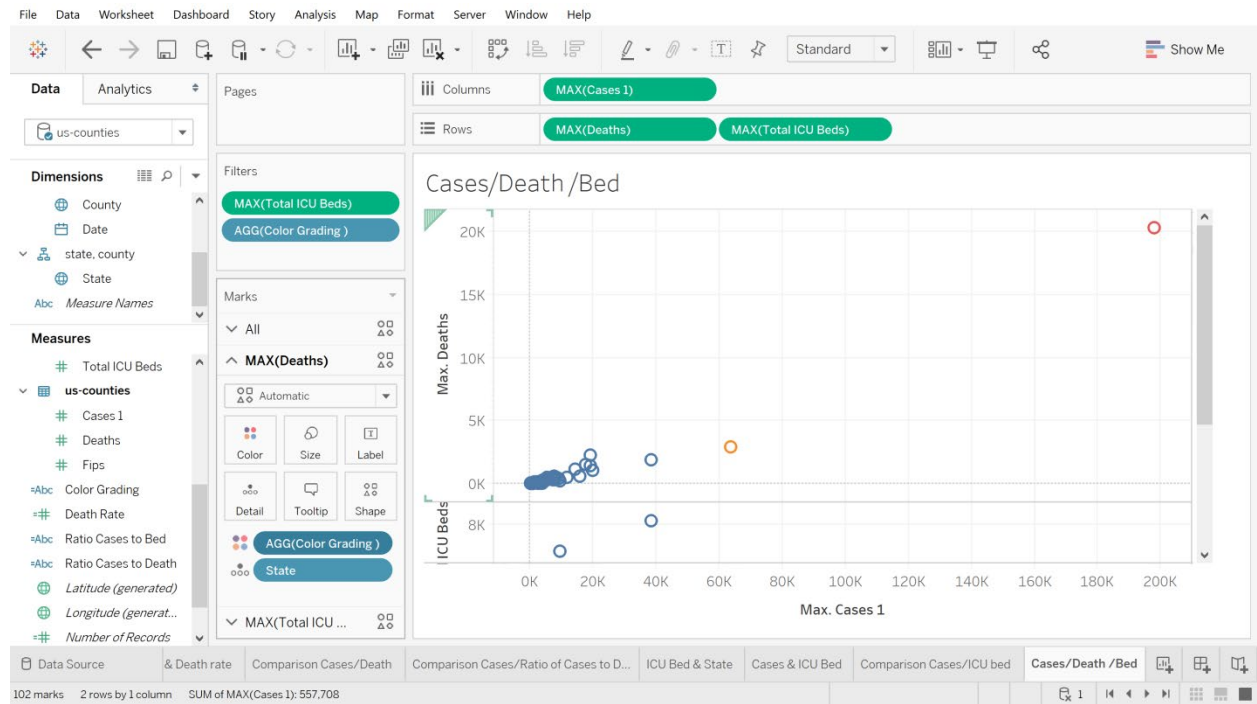 File Data Worksheet Dashboard Story Analysis Map Format Server Window Help
Standard
Show Me
Data Analytics
us-counties
Dimensions
County
Date
state, county
State
Abc Measure Names
Measures
# Total ICU Beds
us-counties
# Cases 1
# Deaths
# Fips
=Abc Color Grading
=# Death Rate
=Abc Ratio Cases to Bed
=Abc Ratio Cases to Death
Latitude (generated)
Longitude (generat...
=# Number of Records
Pages
Filters
MAX(Total ICU Beds)
AGG(Color Grading )
Marks
All
MAX(Deaths)
Automatic
Color Size Label
Detail Tooltip Shape
AGG(Color Grading )
State
MAX(Total ICU ...
Columns MAX(Cases 1)
Rows MAX(Deaths) MAX(Total ICU Beds)
Cases/Death /Bed
20K
15K
10K
5K
0K
Max. Deaths
8K
ICU Beds
0K 20K 40K 60K 80K 100K 120K 140K 160K 180K 200K
Max. Cases 1
Data Source & Death rate Comparison Cases/Death Comparison Cases/Ratio of Cases to D... ICU Bed & State Cases & ICU Bed Comparison Cases/ICU bed Cases/Death /Bed
102 marks 2 rows by 1 column SUM of MAX(Cases 1): 557,708 1